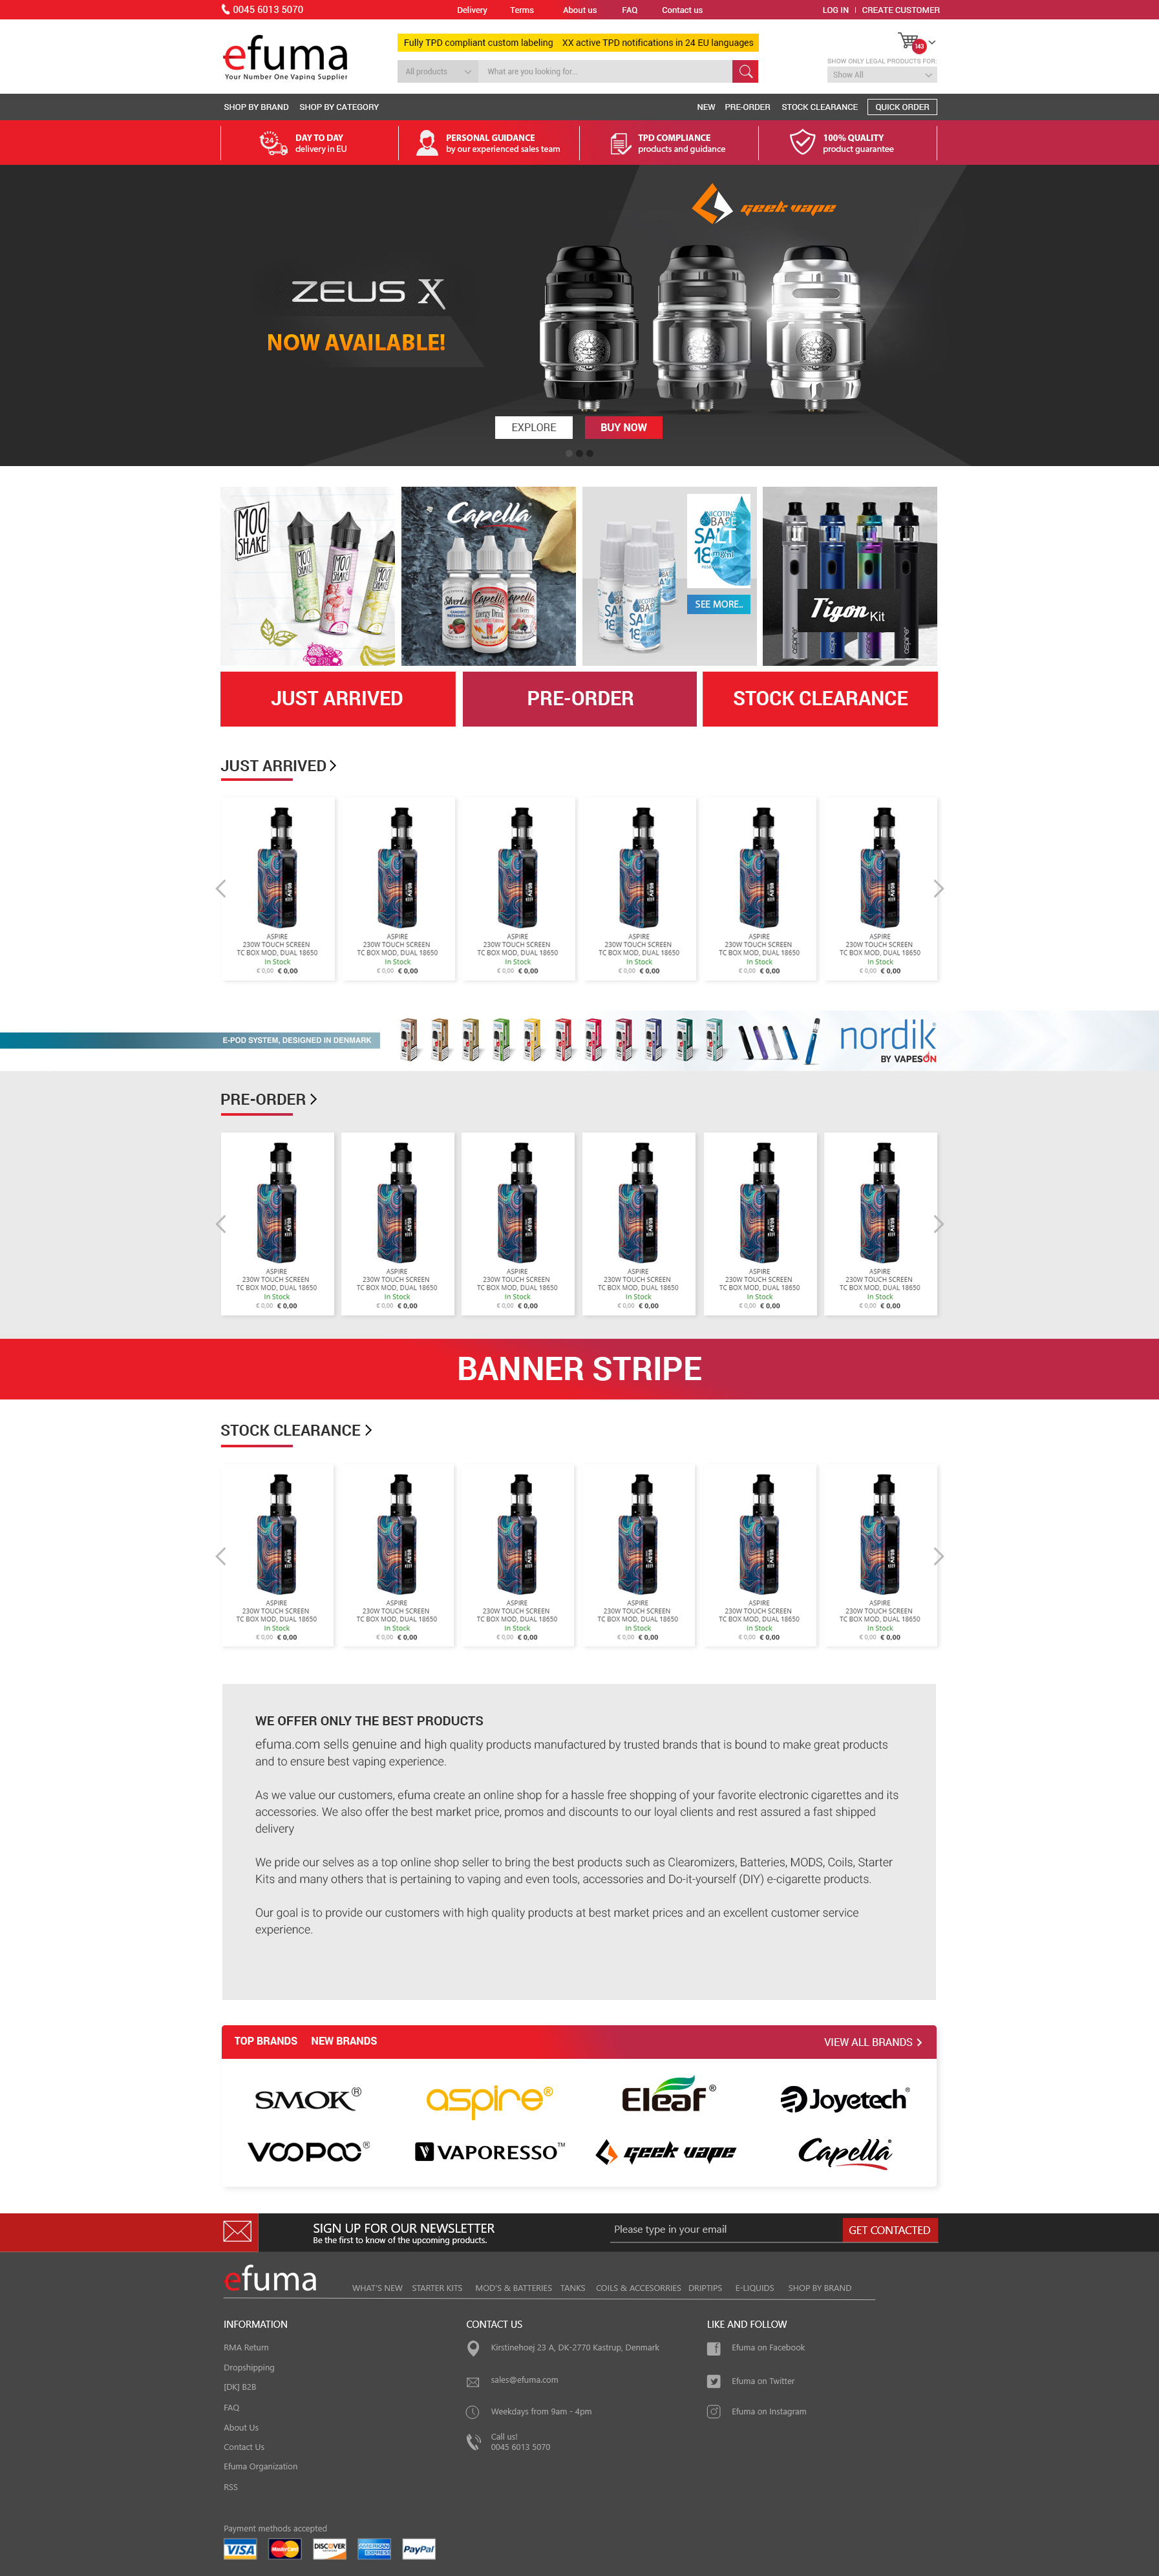 0045 6013 5070
Delivery Terms About us FAQ Contact us
LOG IN | CREATE CUSTOMER
efuma
Your Number One Vaping Supplier
Fully TPD compliant custom labeling XX active TPD notifications in 24 EU languages
All products What are you looking for...
143
SHOW ONLY LEGAL PRODUCTS FOR:
Show All
SHOP BY BRAND SHOP BY CATEGORY
NEW PRE-ORDER STOCK CLEARANCE QUICK ORDER
24
DAY TO DAY
delivery in EU
PERSONAL GUIDANCE
by our experienced sales team
TPD COMPLIANCE
products and guidance
100% QUALITY
product guarantee
geek vape
ZEUS X
NOW AVAILABLE!
EXPLORE BUY NOW
MOO SHAKE
MOO SHAKE
MOO SHAKE
Capella
SilverLine
Capella
Energy Drink
Capella
NICOTINE
BASE
SALT
18mg/ml
SEE MORE..
NICOTINE
BASE
SALT
18
Tigon Kit
aspire
aspire
aspire
aspire
JUST ARRIVED
PRE-ORDER
STOCK CLEARANCE
JUST ARRIVED
ASPIRE
230W TOUCH SCREEN
TC BOX MOD, DUAL 18650
In Stock
€ 0,00 € 0,00
ASPIRE
230W TOUCH SCREEN
TC BOX MOD, DUAL 18650
In Stock
€ 0,00 € 0,00
ASPIRE
230W TOUCH SCREEN
TC BOX MOD, DUAL 18650
In Stock
€ 0,00 € 0,00
ASPIRE
230W TOUCH SCREEN
TC BOX MOD, DUAL 18650
In Stock
€ 0,00 € 0,00
ASPIRE
230W TOUCH SCREEN
TC BOX MOD, DUAL 18650
In Stock
€ 0,00 € 0,00
ASPIRE
230W TOUCH SCREEN
TC BOX MOD, DUAL 18650
In Stock
€ 0,00 € 0,00
E-POD SYSTEM, DESIGNED IN DENMARK
nordik
BY VAPESON
PRE-ORDER
ASPIRE
230W TOUCH SCREEN
TC BOX MOD, DUAL 18650
In Stock
€ 0,00 € 0,00
ASPIRE
230W TOUCH SCREEN
TC BOX MOD, DUAL 18650
In Stock
€ 0,00 € 0,00
ASPIRE
230W TOUCH SCREEN
TC BOX MOD, DUAL 18650
In Stock
€ 0,00 € 0,00
ASPIRE
230W TOUCH SCREEN
TC BOX MOD, DUAL 18650
In Stock
€ 0,00 € 0,00
ASPIRE
230W TOUCH SCREEN
TC BOX MOD, DUAL 18650
In Stock
€ 0,00 € 0,00
ASPIRE
230W TOUCH SCREEN
TC BOX MOD, DUAL 18650
In Stock
€ 0,00 € 0,00
BANNER STRIPE
STOCK CLEARANCE
ASPIRE
230W TOUCH SCREEN
TC BOX MOD, DUAL 18650
In Stock
€ 0,00 € 0,00
ASPIRE
230W TOUCH SCREEN
TC BOX MOD, DUAL 18650
In Stock
€ 0,00 € 0,00
ASPIRE
230W TOUCH SCREEN
TC BOX MOD, DUAL 18650
In Stock
€ 0,00 € 0,00
ASPIRE
230W TOUCH SCREEN
TC BOX MOD, DUAL 18650
In Stock
€ 0,00 € 0,00
ASPIRE
230W TOUCH SCREEN
TC BOX MOD, DUAL 18650
In Stock
€ 0,00 € 0,00
ASPIRE
230W TOUCH SCREEN
TC BOX MOD, DUAL 18650
In Stock
€ 0,00 € 0,00
WE OFFER ONLY THE BEST PRODUCTS
efuma.com sells genuine and high quality products manufactured by trusted brands that is bound to make great products
and to ensure best vaping experience.
As we value our customers, efuma create an online shop for a hassle free shopping of your favorite electronic cigarettes and its
accessories. We also offer the best market price, promos and discounts to our loyal clients and rest assured a fast shipped
delivery
We pride our selves as a top online shop seller to bring the best products such as Clearomizers, Batteries, MODS, Coils, Starter
Kits and many others that is pertaining to vaping and even tools, accessories and Do-it-yourself (DIY) e-cigarette products.
Our goal is to provide our customers with high quality products at best market prices and an excellent customer service
experience.
TOP BRANDS NEW BRANDS VIEW ALL BRANDS
SMOK® aspire® Eleaf® Joyetech®
VOOPOO® VAPORESSO™ geek vape Capella
SIGN UP FOR OUR NEWSLETTER
Be the first to know of the upcoming products.
Please type in your email
GET CONTACTED
efuma
WHAT'S NEW STARTER KITS MOD'S & BATTERIES TANKS COILS & ACCESORRIES DRIPTIPS E-LIQUIDS SHOP BY BRAND
INFORMATION
RMA Return
Dropshipping
[DK] B2B
FAQ
About Us
Contact Us
Efuma Organization
RSS
CONTACT US
Kirstinehoej 23 A, DK-2770 Kastrup, Denmark
sales@efuma.com
Weekdays from 9am - 4pm
Call us!
0045 6013 5070
LIKE AND FOLLOW
Efuma on Facebook
Efuma on Twitter
Efuma on Instagram
Payment methods accepted
VISA MasterCard DISCOVER AMERICAN EXPRESS PayPal